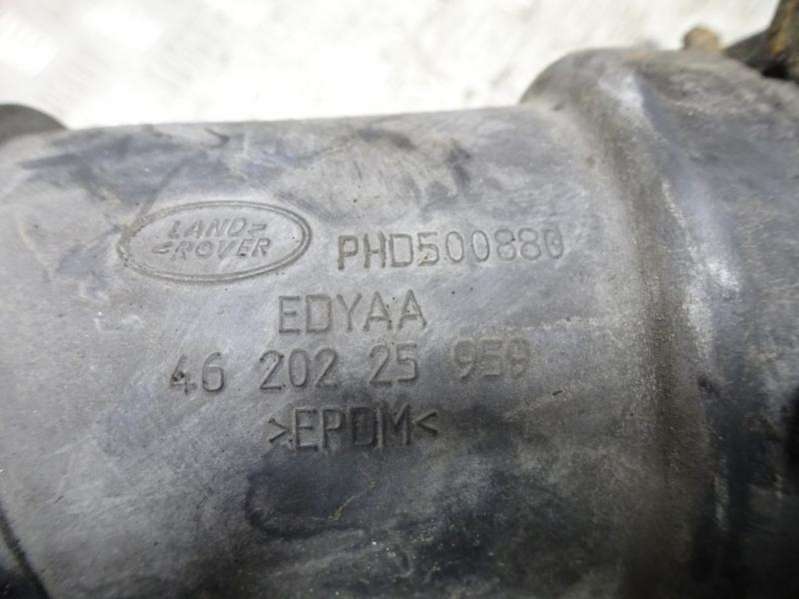 LAND ROVER
PHD500880
EDYAA
46 202 25 959
>EPDM<